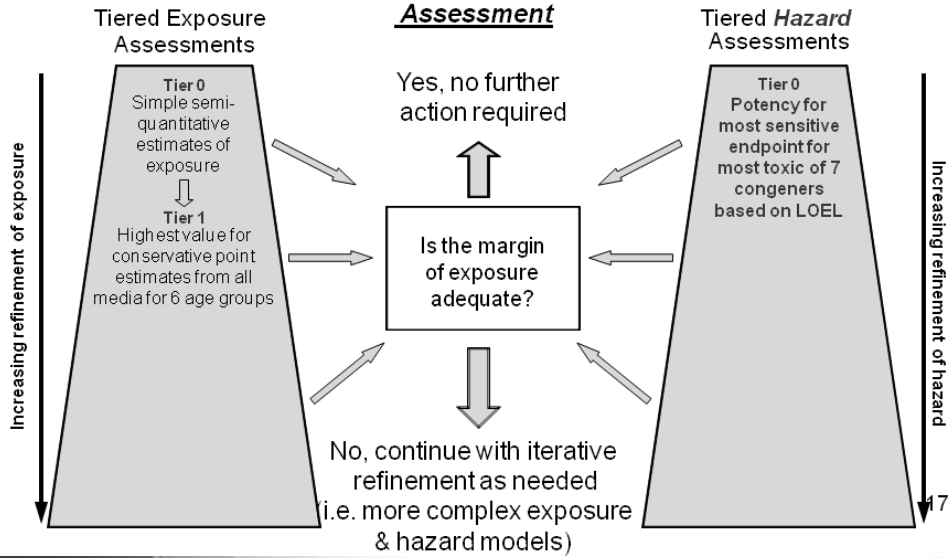 Tiered Exposure
Assessments
Assessment
Tiered Hazard
Assessments
Increasing refinement of exposure
Tier 0
Simple semi-
quantitative
estimates of
exposure
Tier 1
Highest value for
conservative point
estimates from all
media for 6 age groups
Yes, no further
action required
Is the margin
of exposure
adequate?
No, continue with iterative
refinement as needed
(i.e. more complex exposure
& hazard models)
Tier 0
Potency for
most sensitive
endpoint for
most toxic of 7
congeners
based on LOEL
Increasing refinement of hazard
17